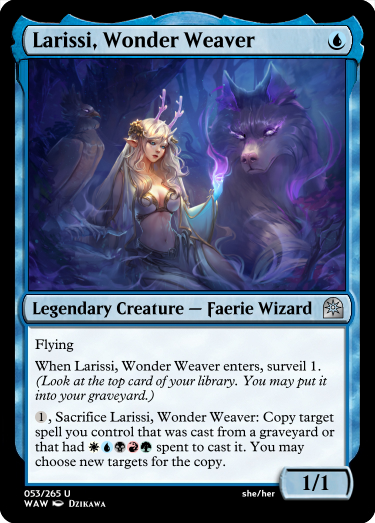 Larissi, Wonder Weaver
Legendary Creature — Faerie Wizard
Flying
When Larissi, Wonder Weaver enters, surveil 1.
(Look at the top card of your library. You may put it
into your graveyard.)
1, Sacrifice Larissi, Wonder Weaver: Copy target
spell you control that was cast from a graveyard or
that had spent to cast it. You may
choose new targets for the copy.
1/1
053/265 U
she/her
WAW Dzikawa